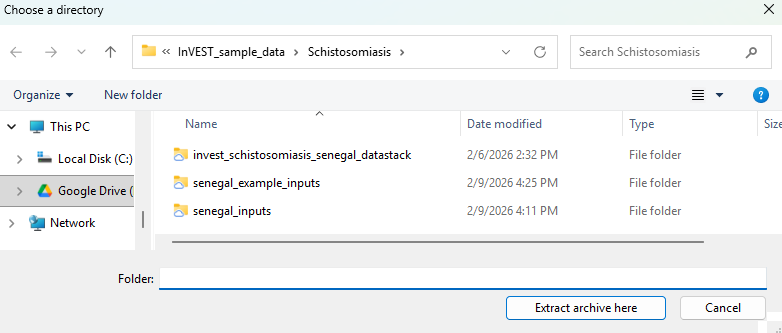 Choose a directory
« InVEST_sample_data > Schistosomiasis >
Search Schistosomiasis
Organize
New folder
This PC
Local Disk (C:)
Google Drive (
Network
Name
Date modified
Type
Size
invest_schistosomiasis_senegal_datastack 2/6/2026 2:32 PM File folder
senegal_example_inputs 2/9/2026 4:25 PM File folder
senegal_inputs 2/9/2026 4:11 PM File folder
Folder:
Extract archive here
Cancel